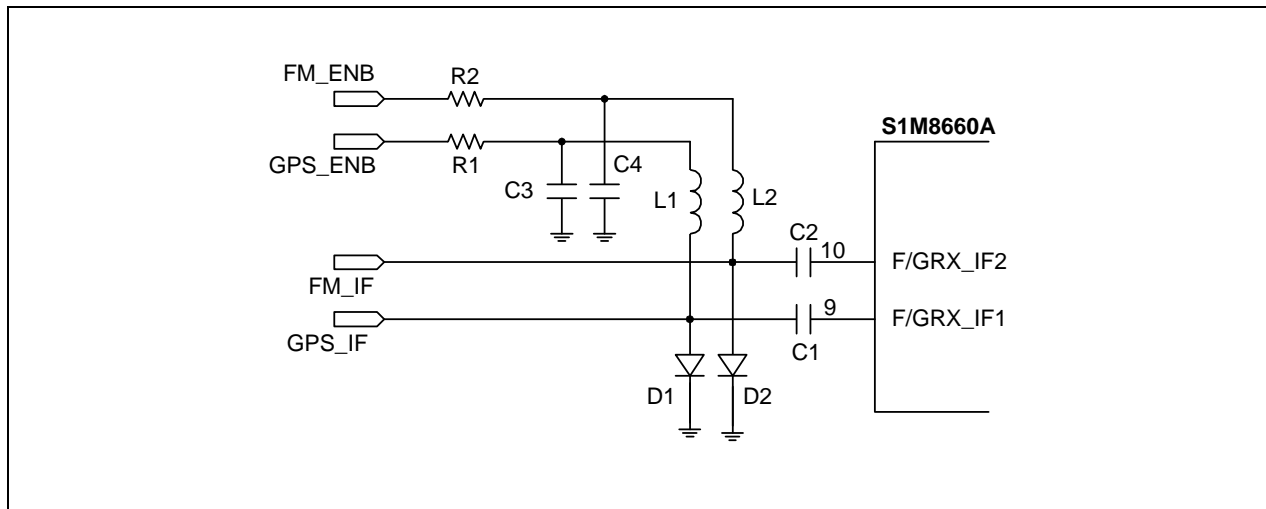 FM_ENB
R2
S1M8660A
GPS_ENB
R1
C3
C4
L1
L2
C2
10
F/GRX_IF2
FM_IF
9
F/GRX_IF1
GPS_IF
C1
D1
D2